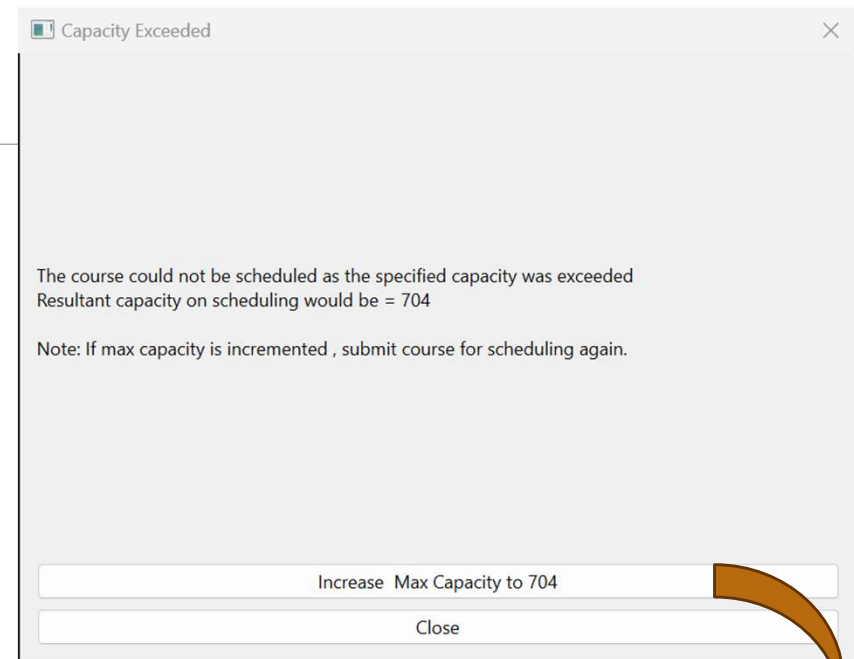 Capacity Exceeded
The course could not be scheduled as the specified capacity was exceeded
Resultant capacity on scheduling would be = 704
Note: If max capacity is incremented , submit course for scheduling again.
Increase  Max Capacity to 704
Close